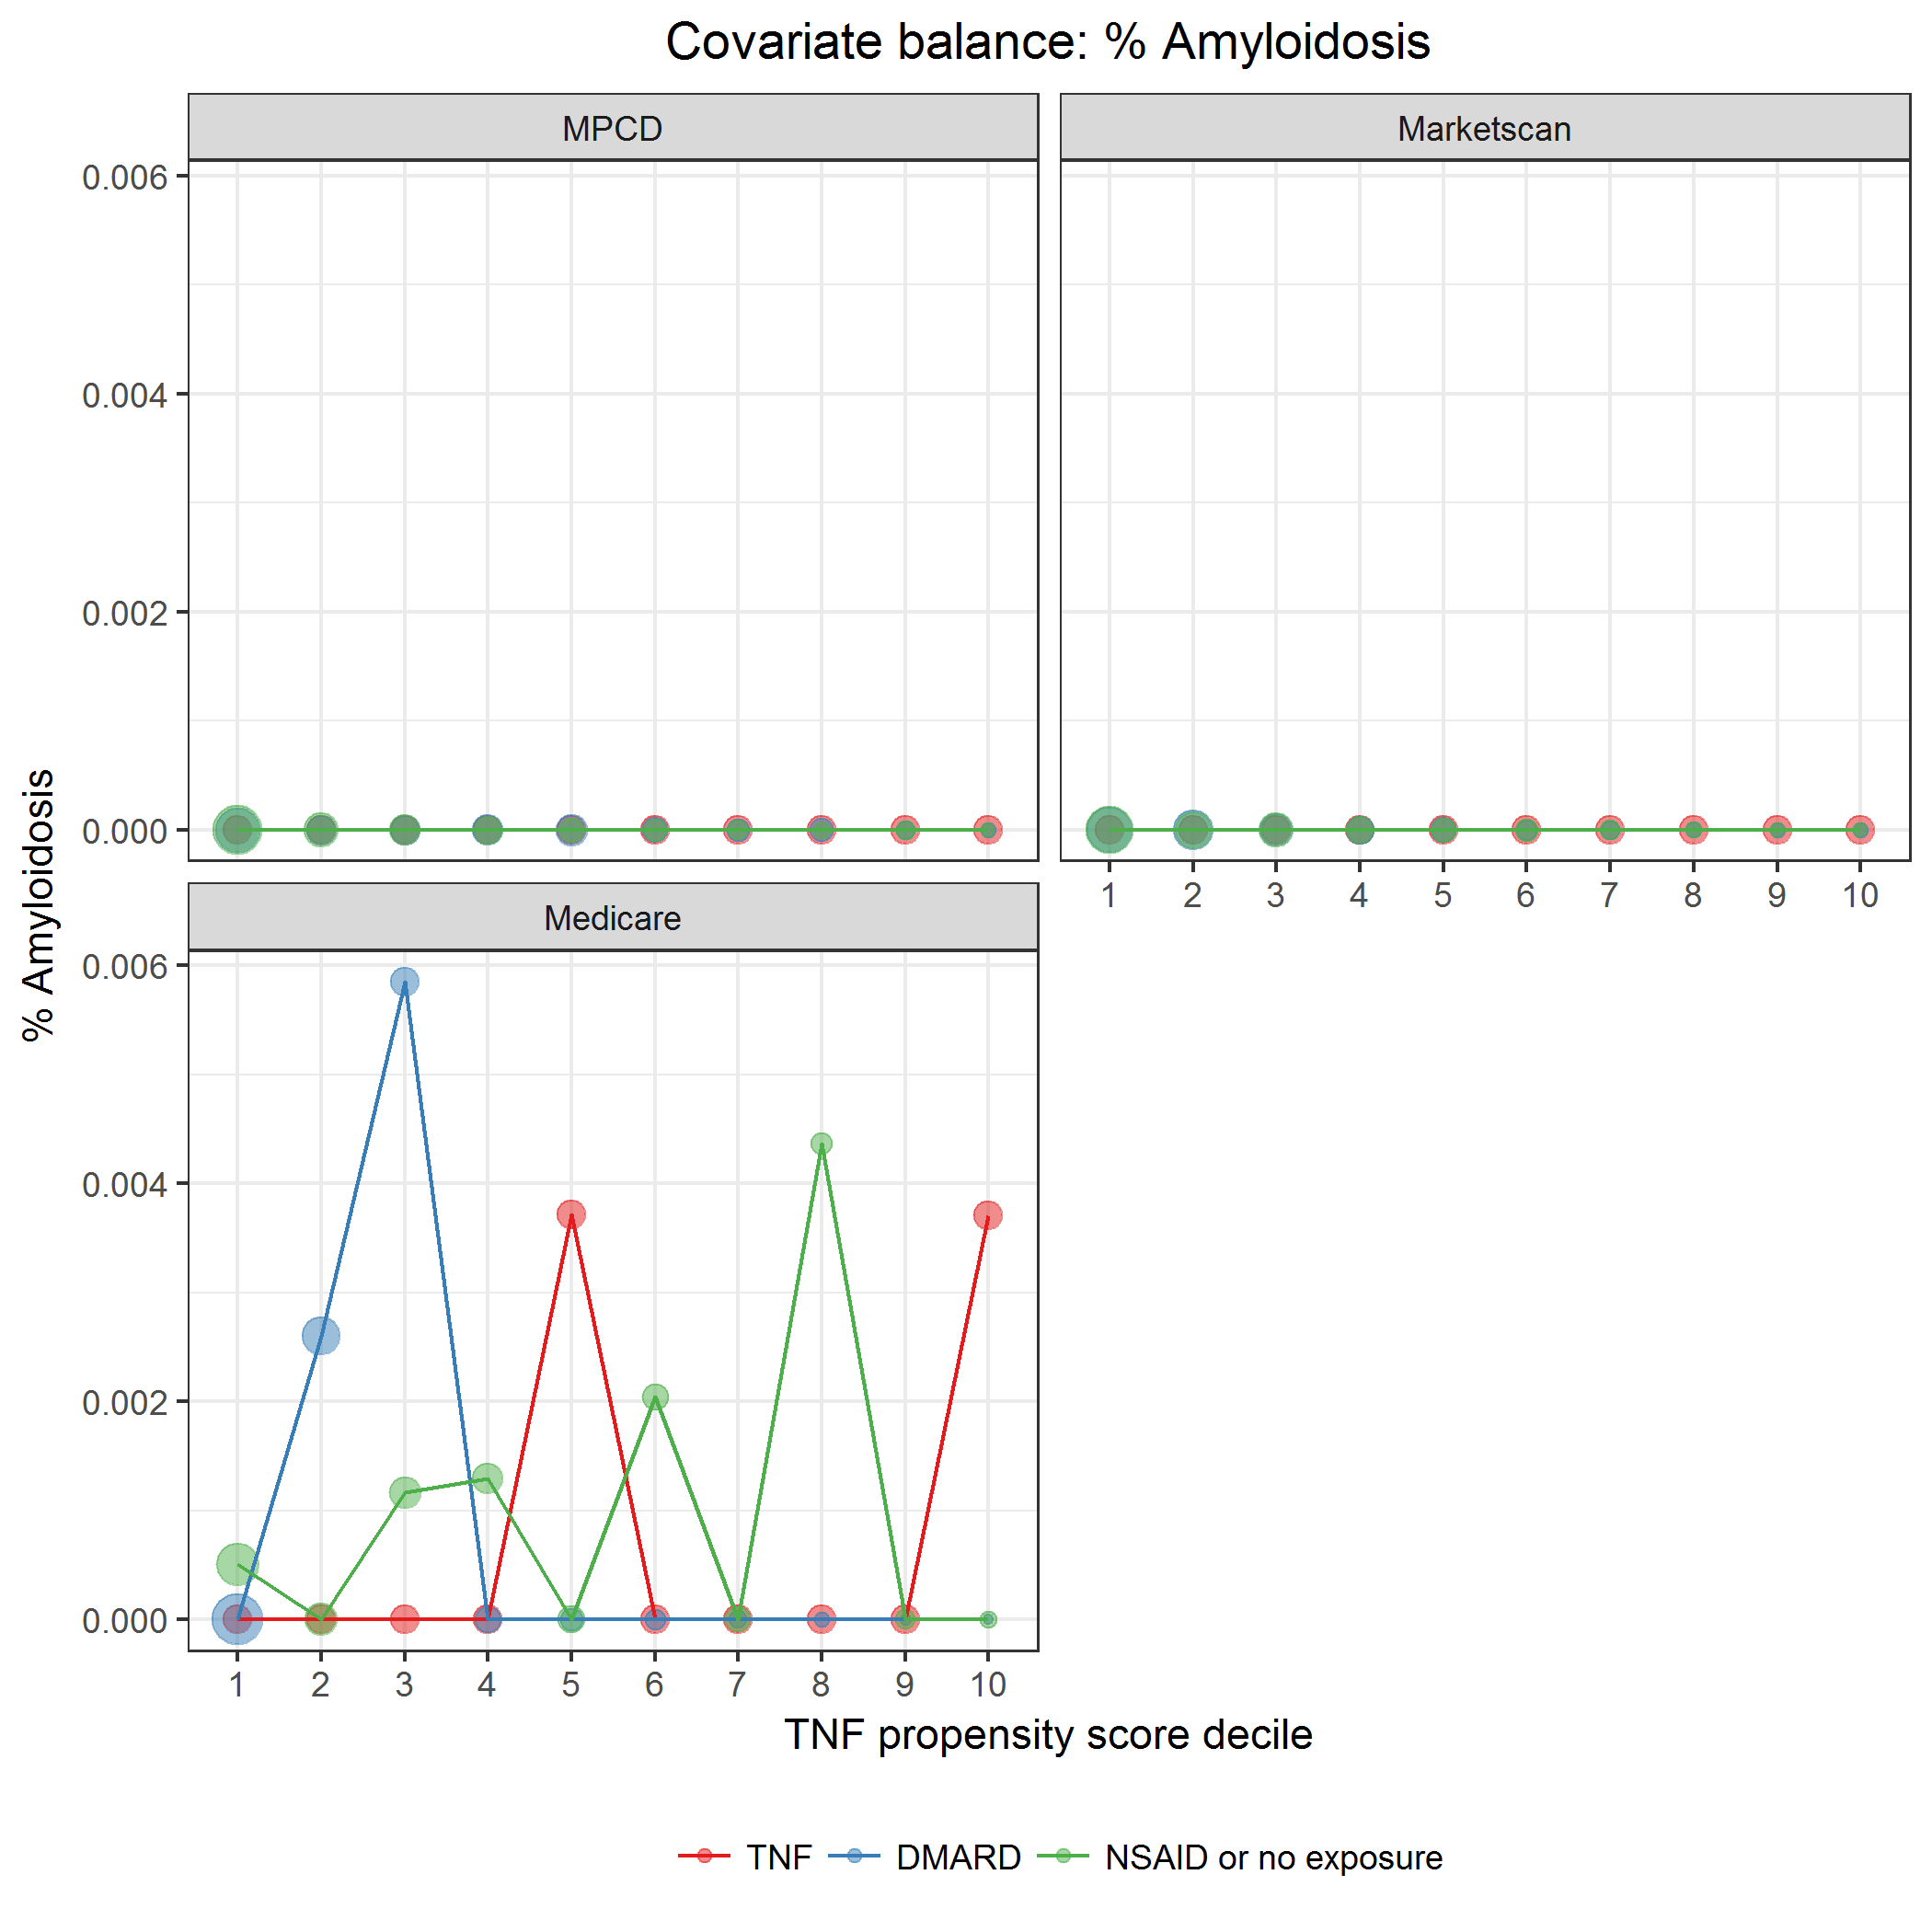 Covariate balance: % Amyloidosis
MPCD
Marketscan
0.006
0.004
0.002
0.000
1 2 3 4 5 6 7 8 9 10
Medicare
% Amyloidosis
0.006
0.004
0.002
0.000
1 2 3 4 5 6 7 8 9 10
TNF propensity score decile
TNF DMARD NSAID or no exposure